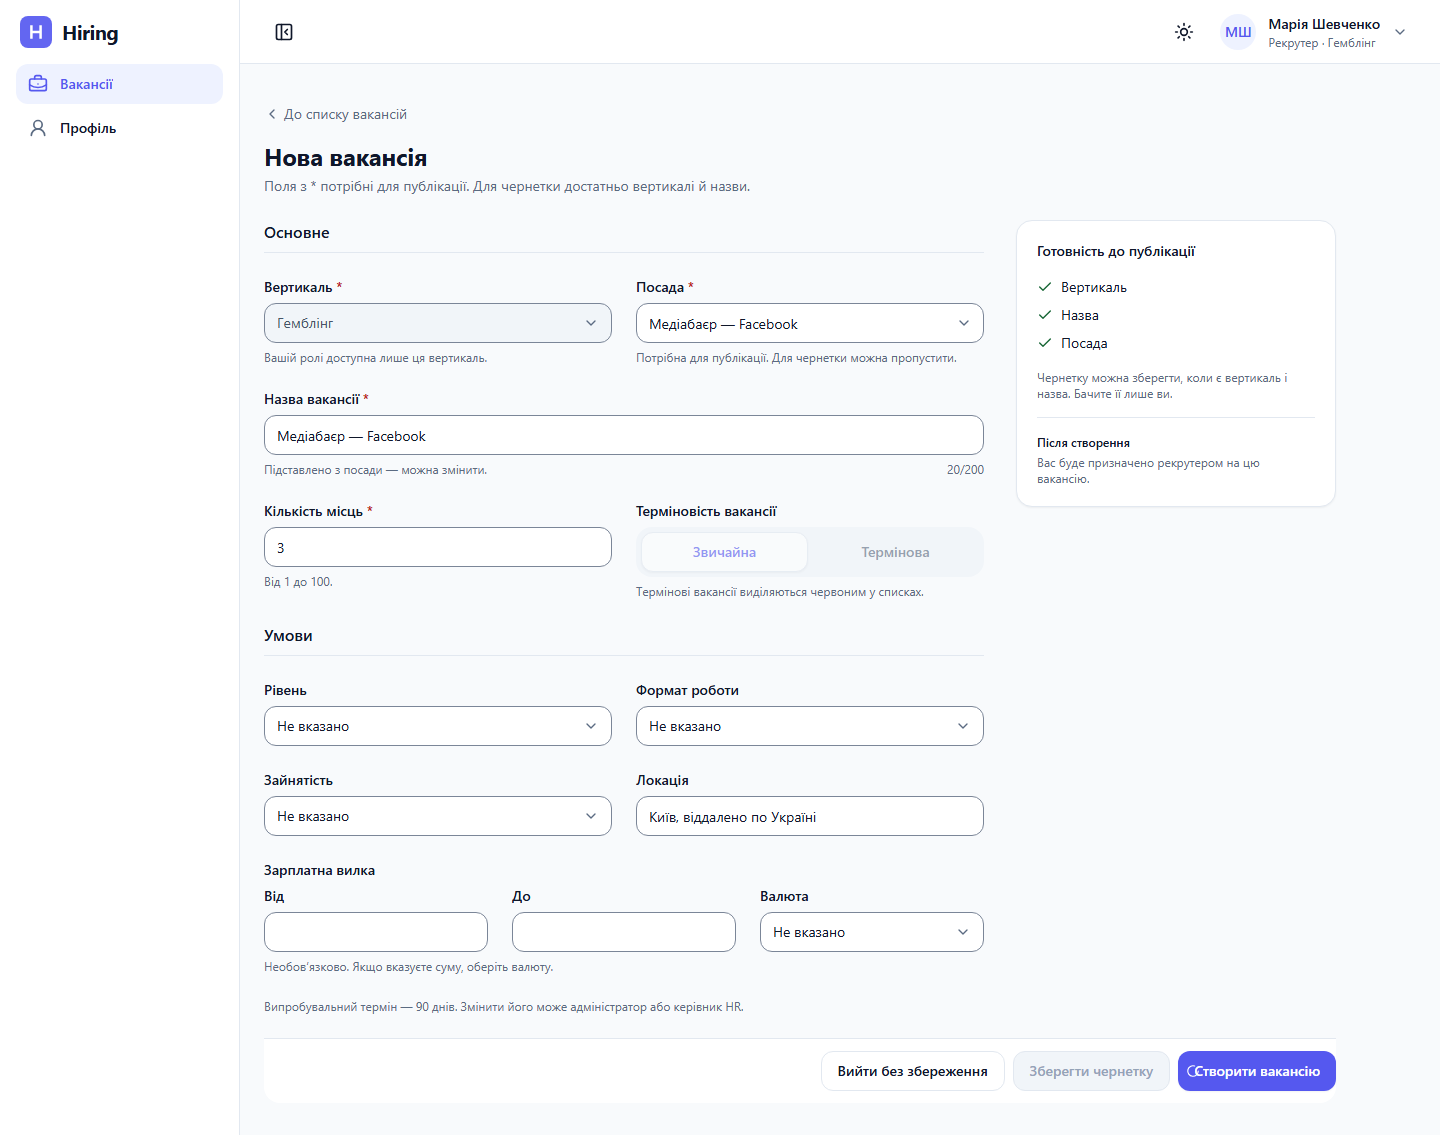 H Hiring
МШ
Марія Шевченко
Рекрутер · Гемблінг
Вакансії
Профіль
До списку вакансій
Нова вакансія
Поля з * потрібні для публікації. Для чернетки достатньо вертикалі й назви.
Основне
Вертикаль *
Гемблінг
Вашій ролі доступна лише ця вертикаль.
Посада *
Медіабаєр — Facebook
Потрібна для публікації. Для чернетки можна пропустити.
Назва вакансії *
Медіабаєр — Facebook
Підставлено з посади — можна змінити.
20/200
Кількість місць *
3
Від 1 до 100.
Терміновість вакансії
Звичайна
Термінова
Термінові вакансії виділяються червоним у списках.
Умови
Рівень
Не вказано
Формат роботи
Не вказано
Зайнятість
Не вказано
Локація
Київ, віддалено по Україні
Зарплатна вилка
Від
До
Валюта
Не вказано
Необов'язково. Якщо вказуєте суму, оберіть валюту.
Випробувальний термін — 90 днів. Змінити його може адміністратор або керівник HR.
Готовність до публікації
Вертикаль
Назва
Посада
Чернетку можна зберегти, коли є вертикаль і
назва. Бачите її лише ви.
Після створення
Вас буде призначено рекрутером на цю
вакансію.
Вийти без збереження
Зберегти чернетку
Створити вакансію